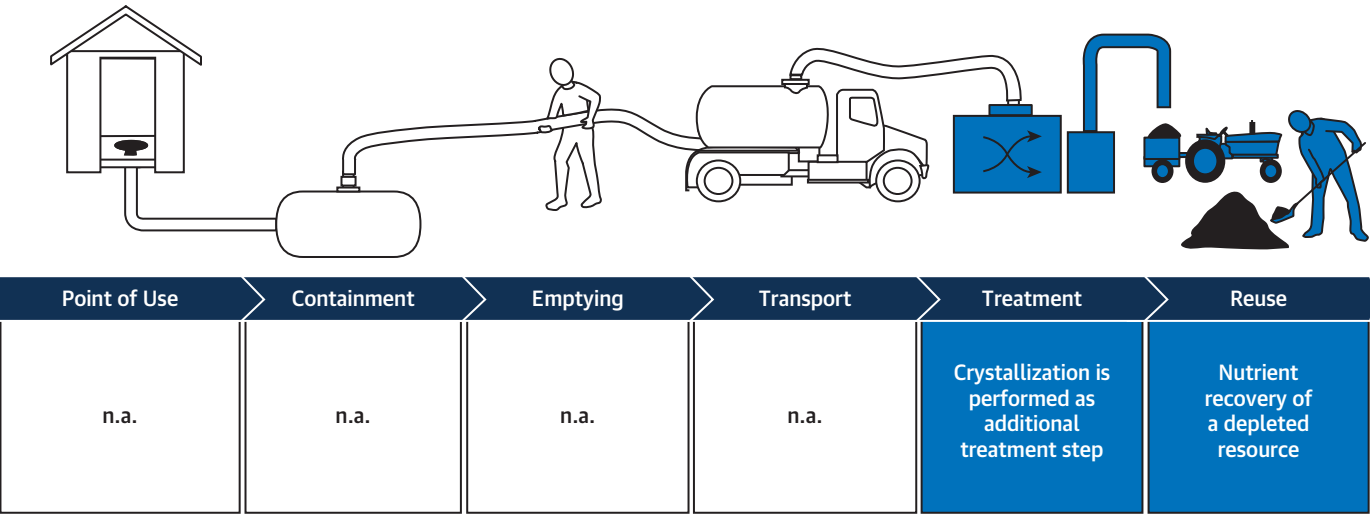 Point of Use
Containment
Emptying
Transport
Treatment
Reuse
n.a.
n.a.
n.a.
n.a.
Crystallization is
performed as
additional
treatment step
Nutrient
recovery of
a depleted
resource